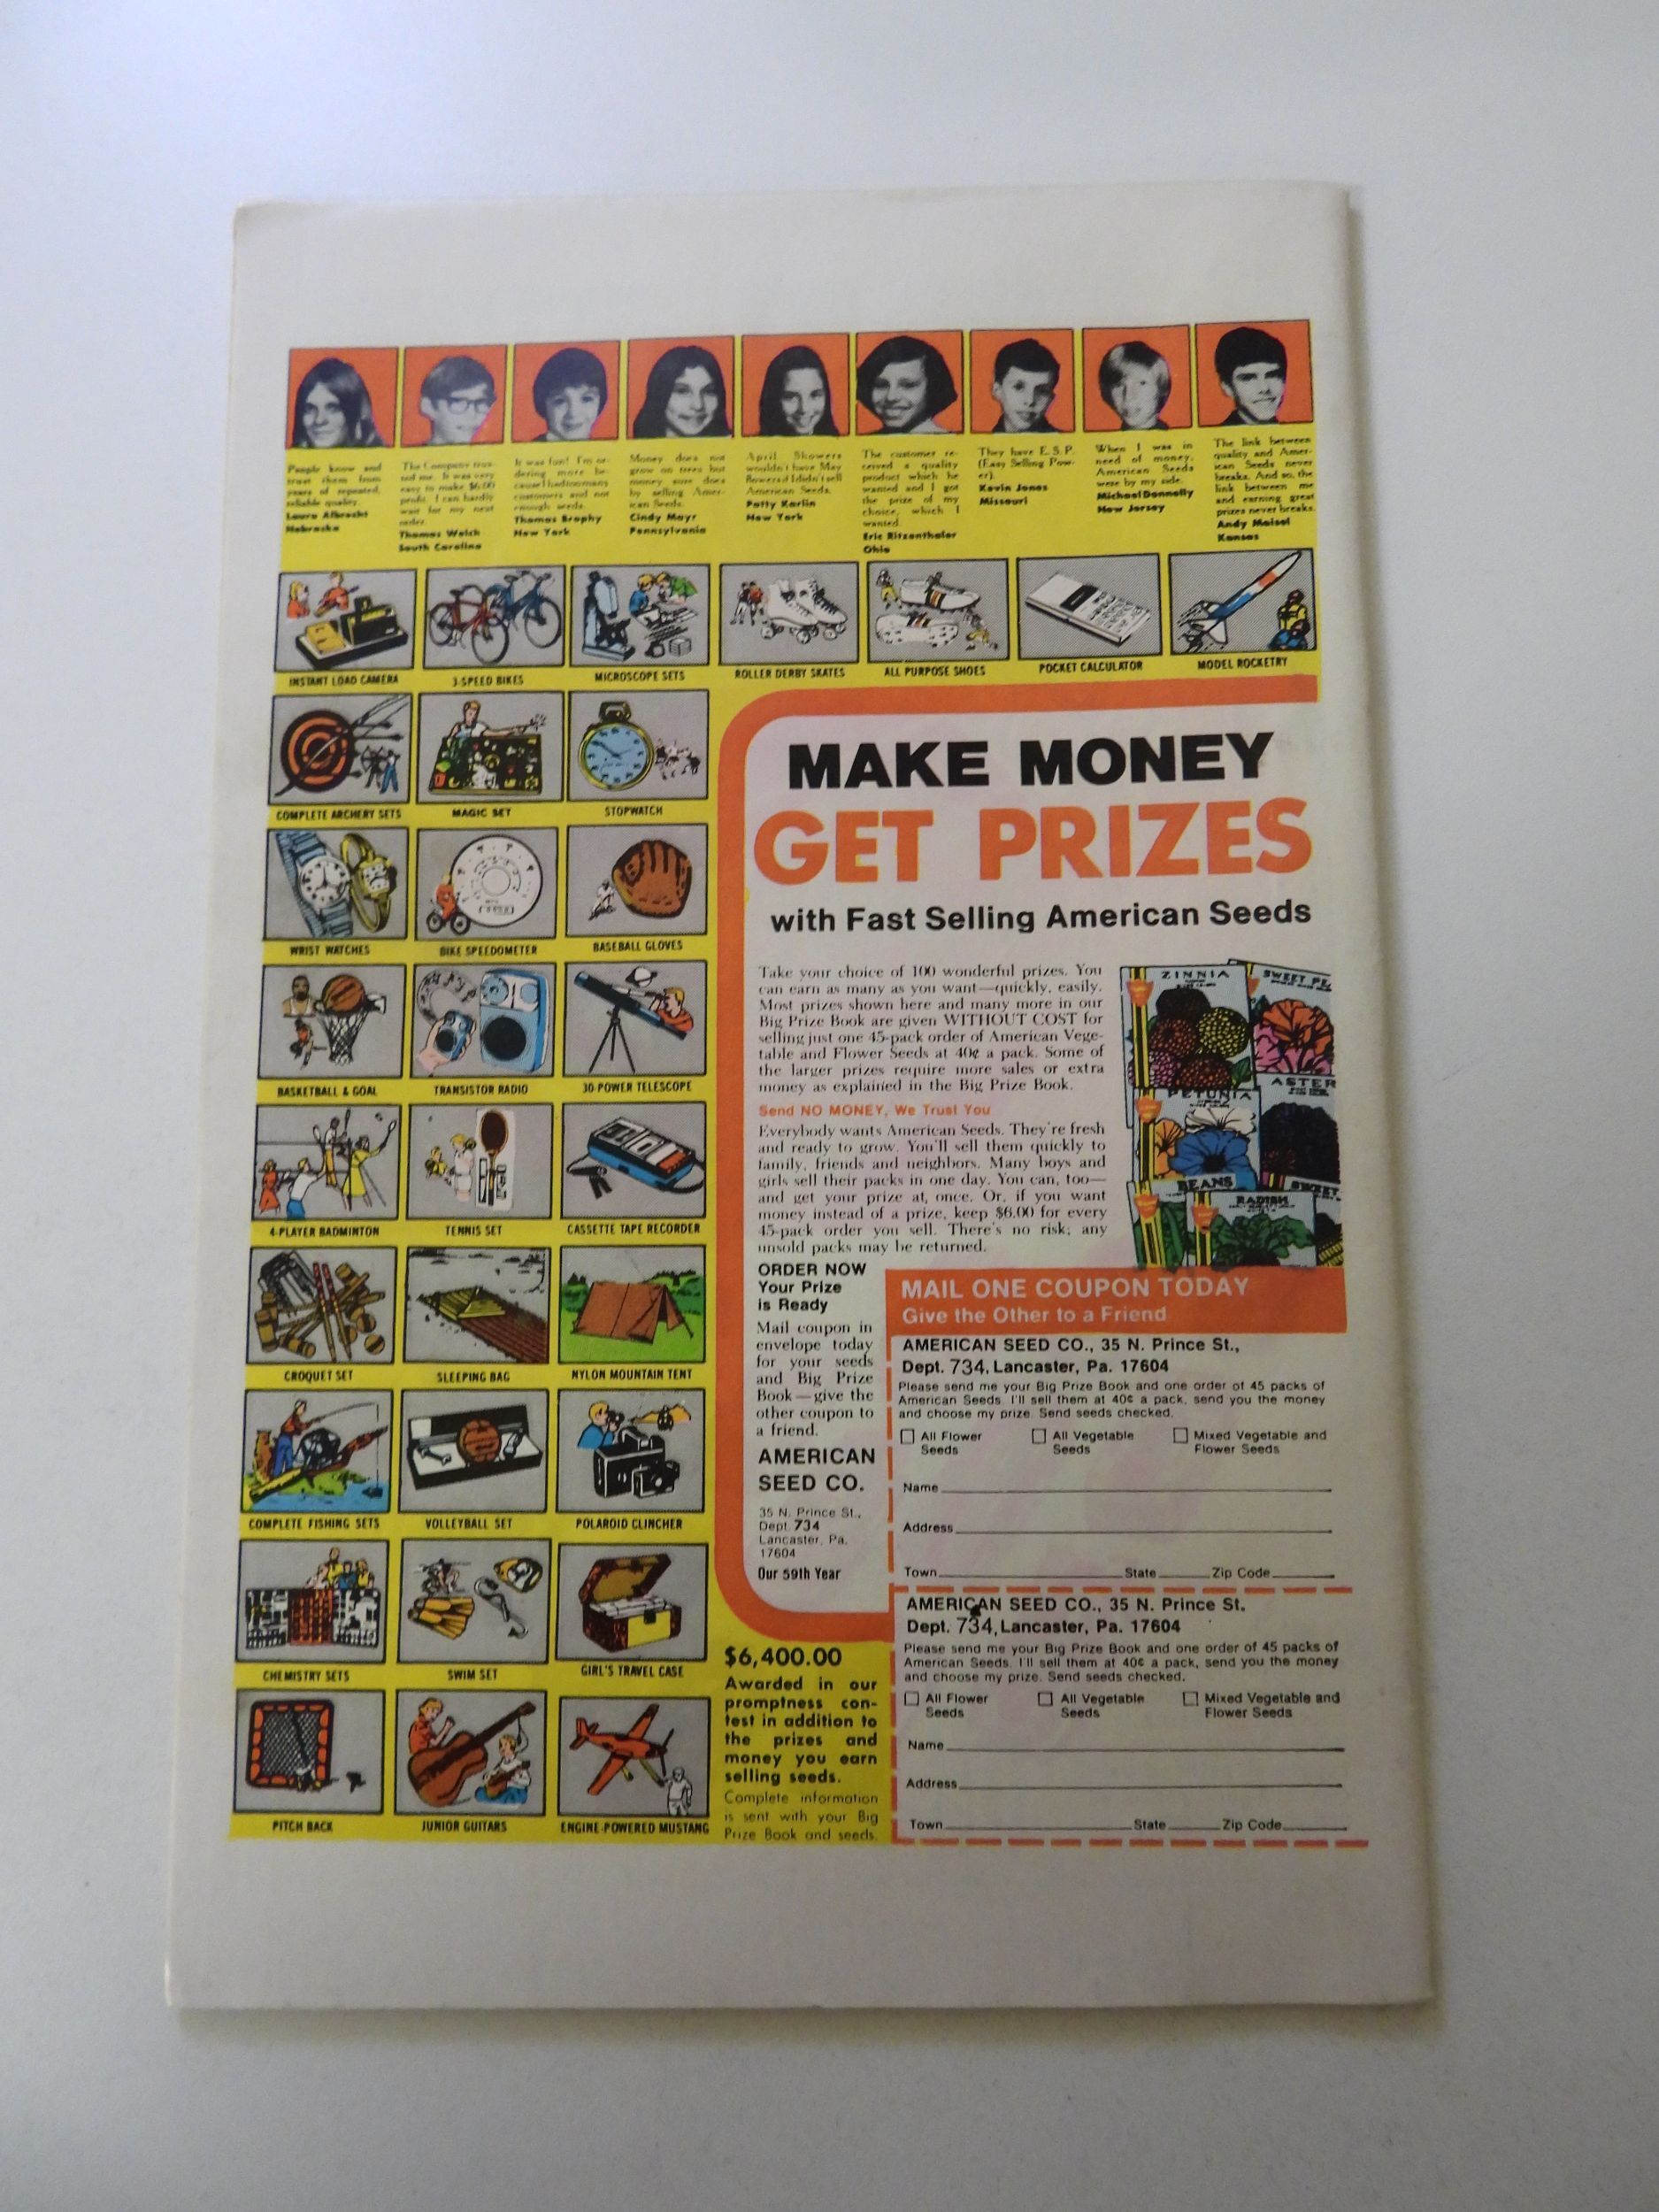 People know and
trust them from
years of repeated,
reliable quality.
Laura Albrecht
Nebraska
The Company trus-
ted me. It was very
easy to make $6.00
profit. I can hardly
wait for my next
order.
Thomas Welch
South Carolina
It was fun! I'm or-
dering more be-
cause I had too many
customers and not
enough seeds.
Thomas Brophy
New York
Money does not
grow on trees but
money sure does
by selling Amer-
ican Seeds.
Cindy Mayr
Pennsylvania
April Showers
wouldn't have May
flowers if I didn't sell
American Seeds.
Patty Karlin
New York
The customer re-
ceived a quality
product which he
wanted and I got
the prize of my
choice, which I
wanted.
Eric Ritzenthaler
Ohio
They have E.S.P.
(Easy Selling Pow-
er).
Kevin Jones
Missouri
When I was in
need of money,
American Seeds
were by my side.
Michael Donnelly
New Jersey
The link between
quality and Amer-
ican Seeds never
breaks. And so, the
link between me
and earning great
prizes never breaks.
Andy Meisel
Kansas
INSTANT LOAD CAMERA
3-SPEED BIKES
MICROSCOPE SETS
ROLLER DERBY SKATES
ALL PURPOSE SHOES
POCKET CALCULATOR
MODEL ROCKETRY
COMPLETE ARCHERY SETS
MAGIC SET
STOPWATCH
WRIST WATCHES
BIKE SPEEDOMETER
BASEBALL GLOVES
BASKETBALL & GOAL
TRANSISTOR RADIO
30-POWER TELESCOPE
4-PLAYER BADMINTON
TENNIS SET
CASSETTE TAPE RECORDER
CROQUET SET
SLEEPING BAG
NYLON MOUNTAIN TENT
COMPLETE FISHING SETS
VOLLEYBALL SET
POLAROID CLINCHER
CHEMISTRY SETS
SWIM SET
GIRL'S TRAVEL CASE
PITCH BACK
JUNIOR GUITARS
ENGINE-POWERED MUSTANG
MAKE MONEY
GET PRIZES
with Fast Selling American Seeds
Take your choice of 100 wonderful prizes. You
can earn as many as you want—quickly, easily.
Most prizes shown here and many more in our
Big Prize Book are given WITHOUT COST for
selling just one 45-pack order of American Vege-
table and Flower Seeds at 40¢ a pack. Some of
the larger prizes require more sales or extra
money as explained in the Big Prize Book.
Send NO MONEY, We Trust You
Everybody wants American Seeds. They're fresh
and ready to grow. You'll sell them quickly to
family, friends and neighbors. Many boys and
girls sell their packs in one day. You can, too—
and get your prize at, once. Or, if you want
money instead of a prize, keep $6.00 for every
45-pack order you sell. There's no risk; any
unsold packs may be returned.
ZINNIA
SWEET PE
PETUNIA
ASTER
BEANS
RADISH
SWEET
ORDER NOW
Your Prize
is Ready
Mail coupon in
envelope today
for your seeds
and Big Prize
Book—give the
other coupon to
a friend.
AMERICAN
SEED CO.
35 N. Prince St.,
Dept. 734
Lancaster, Pa.
17604
Our 59th Year
$6,400.00
Awarded in our
promptness con-
test in addition to
the prizes and
money you earn
selling seeds.
Complete information
is sent with your Big
Prize Book and seeds.
MAIL ONE COUPON TODAY
Give the Other to a Friend
AMERICAN SEED CO., 35 N. Prince St.,
Dept. 734, Lancaster, Pa. 17604
Please send me your Big Prize Book and one order of 45 packs of
American Seeds. I'll sell them at 40¢ a pack, send you the money
and choose my prize. Send seeds checked.
All Flower Seeds
All Vegetable Seeds
Mixed Vegetable and Flower Seeds
Name
Address
Town State Zip Code
AMERICAN SEED CO., 35 N. Prince St.
Dept. 734, Lancaster, Pa. 17604
Please send me your Big Prize Book and one order of 45 packs of
American Seeds. I'll sell them at 40¢ a pack, send you the money
and choose my prize. Send seeds checked.
All Flower Seeds
All Vegetable Seeds
Mixed Vegetable and Flower Seeds
Name
Address
Town State Zip Code